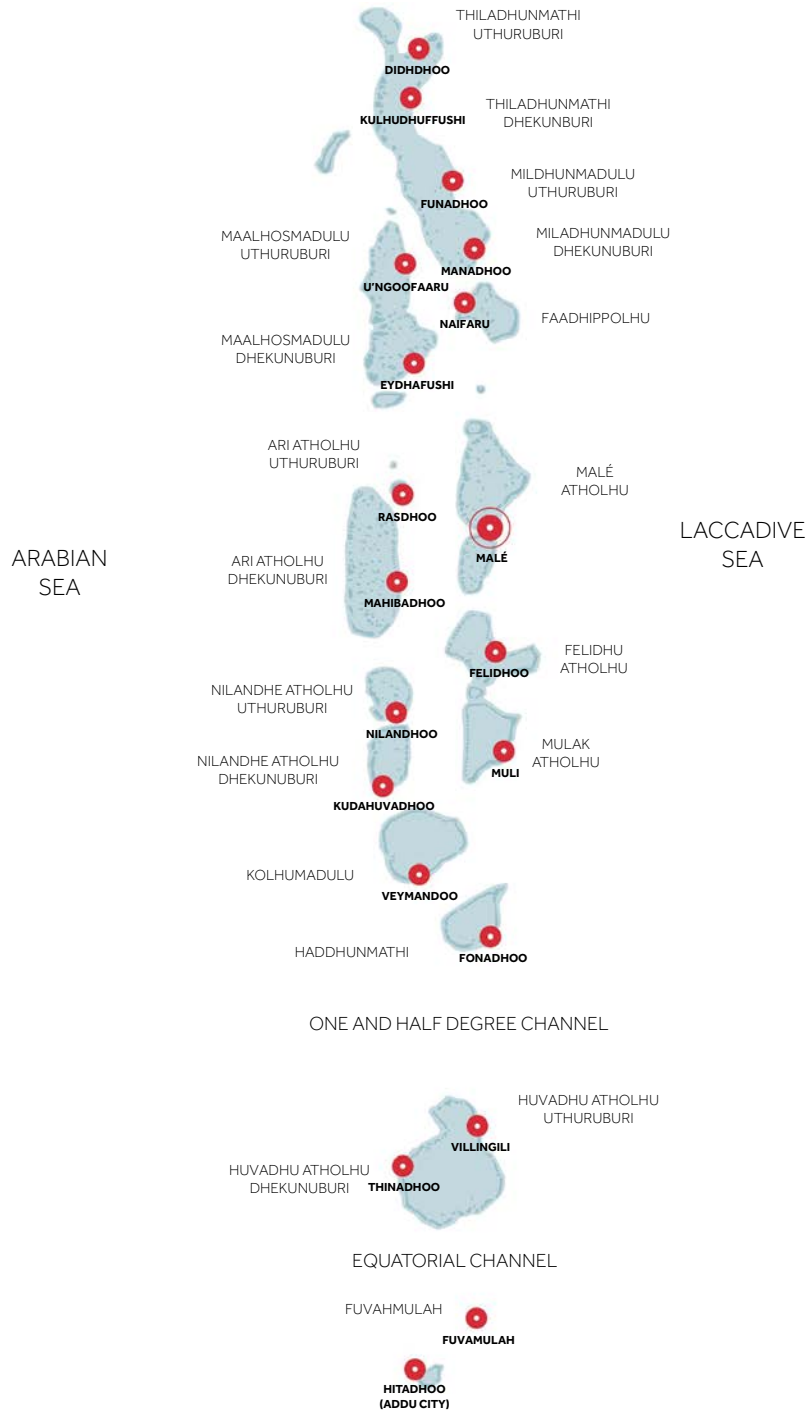 THILADHUNMATHI
UTHURUBURI
DIDHDHOO
KULHUDHUFFUSHI
THILADHUNMATHI
DHEKUNBURI
MILDHUNMADULU
UTHURUBURI
FUNADHOO
MAALHOSMADULU
UTHURUBURI
MILADHUNMADULU
DHEKUNUBURI
MANADHOO
U'NGOOFAARU
NAIFARU
FAADHIPPOLHU
MAALHOSMADULU
DHEKUNUBURI
EYDHAFUSHI
ARI ATHOLHU
UTHURUBURI
MALÉ
ATHOLHU
RASDHOO
ARABIAN
SEA
LACCADIVE
SEA
MALÉ
ARI ATHOLHU
DHEKUNUBURI
MAHIBADHOO
FELIDHU
ATHOLHU
FELIDHOO
NILANDHE ATHOLHU
UTHURUBURI
NILANDHOO
MULAK
ATHOLHU
MULI
NILANDHE ATHOLHU
DHEKUNUBURI
KUDAHUVADHOO
KOLHUMADULU
VEYMANDOO
HADDHUNMATHI
FONADHOO
ONE AND HALF DEGREE CHANNEL
HUVADHU ATHOLHU
UTHURUBURI
VILLINGILI
HUVADHU ATHOLHU
DHEKUNUBURI
THINADHOO
EQUATORIAL CHANNEL
FUVAHMULAH
FUVAMULAH
HITADHOO
(ADDU CITY)